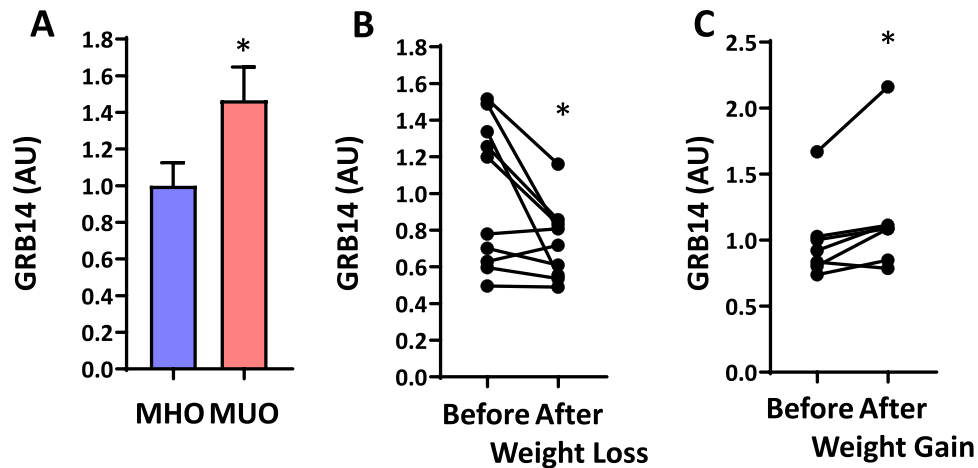 A
GRB14 (AU)
1.8
1.6
1.4
1.2
1.0
0.8
0.6
0.4
0.2
0.0
*
MHO MUO
B
GRB14 (AU)
1.8
1.6
1.4
1.2
1.0
0.8
0.6
0.4
0.2
0.0
*
Before After
Weight Loss
C
GRB14 (AU)
2.5
2.0
1.5
1.0
0.5
0.0
*
Before After
Weight Gain